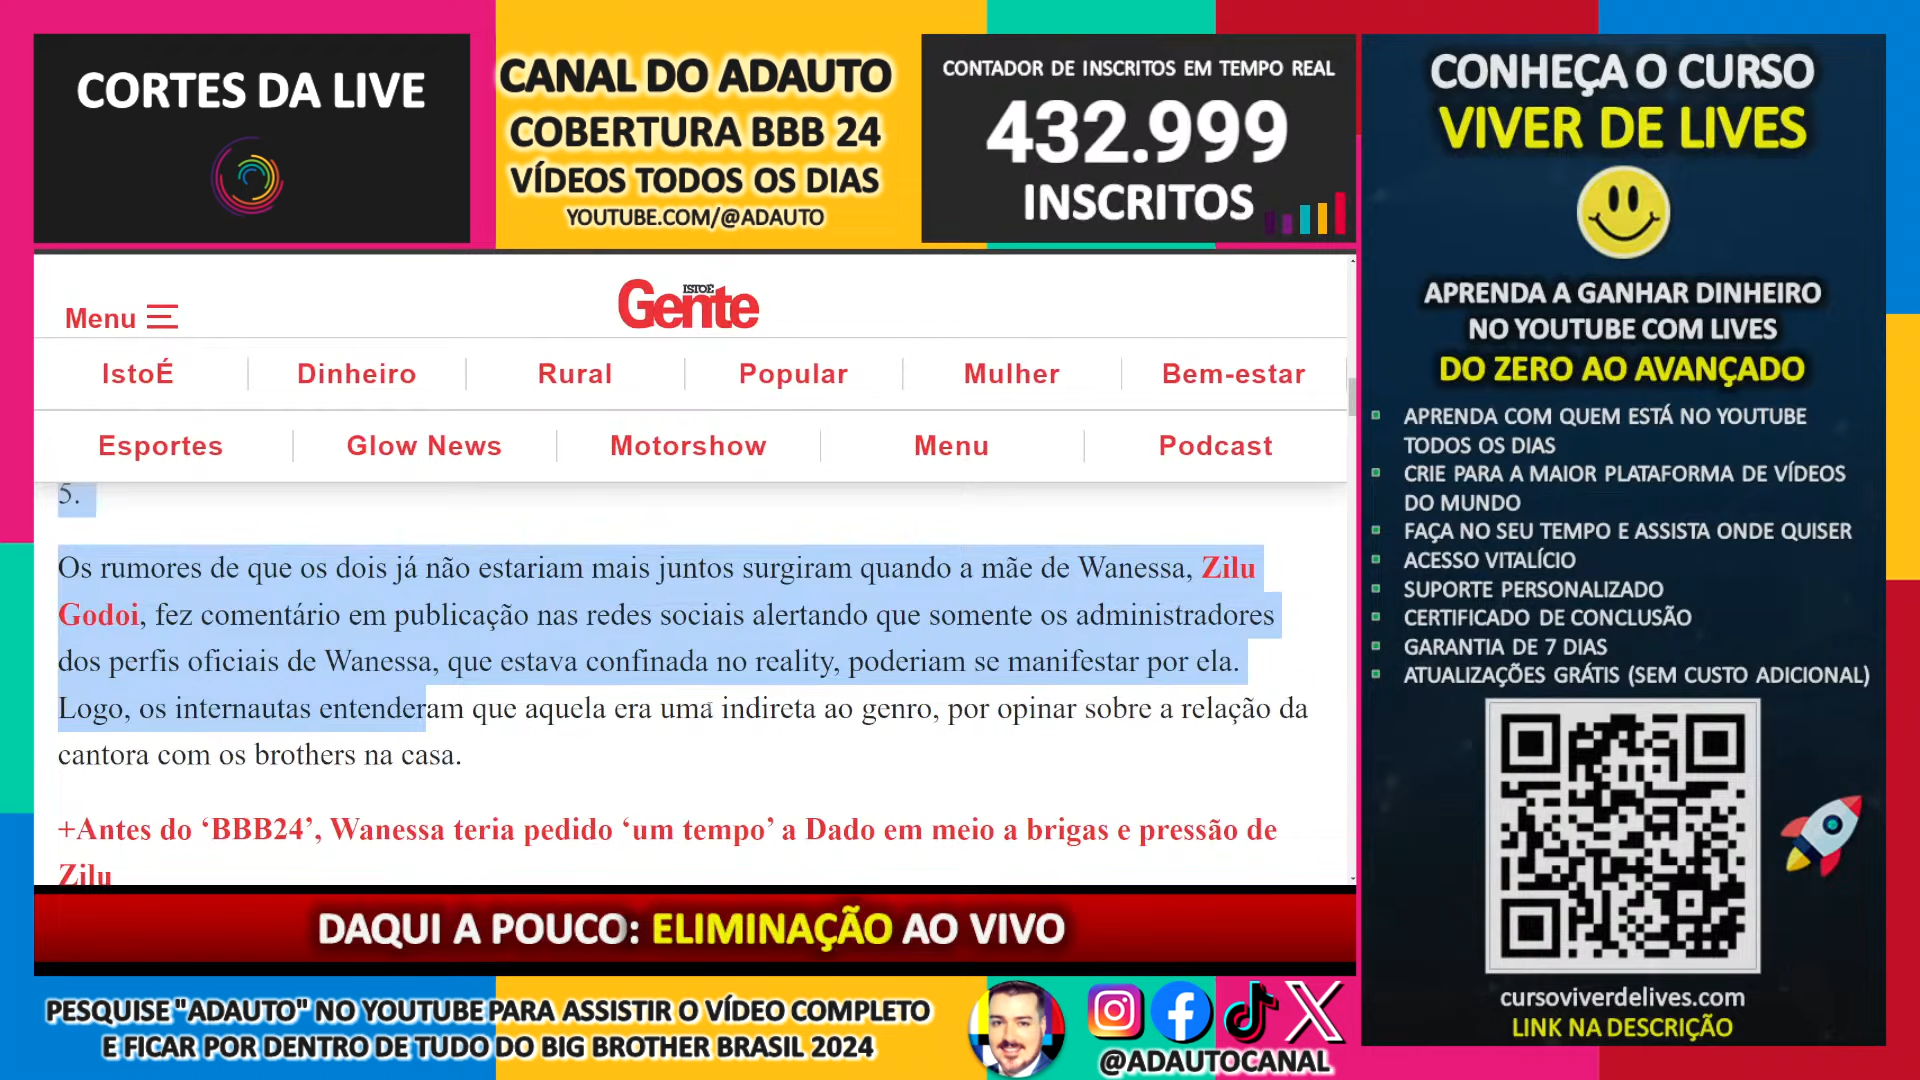 CORTES DA LIVE
CANAL DO ADAUTO
COBERTURA BBB 24
VÍDEOS TODOS OS DIAS
YOUTUBE.COM/@ADAUTO
CONTADOR DE INSCRITOS EM TEMPO REAL
432.999
INSCRITOS
Menu
ISTOÉ
Gente
IstoÉ
Dinheiro
Rural
Popular
Mulher
Bem-estar
Esportes
Glow News
Motorshow
Menu
Podcast
5.
Os rumores de que os dois já não estariam mais juntos surgiram quando a mãe de Wanessa, Zilu
Godoi, fez comentário em publicação nas redes sociais alertando que somente os administradores
dos perfis oficiais de Wanessa, que estava confinada no reality, poderiam se manifestar por ela.
Logo, os internautas entenderam que aquela era uma indireta ao genro, por opinar sobre a relação da
cantora com os brothers na casa.
+Antes do ‘BBB24’, Wanessa teria pedido ‘um tempo’ a Dado em meio a brigas e pressão de
Zilu
DAQUI A POUCO: ELIMINAÇÃO AO VIVO
PESQUISE "ADAUTO" NO YOUTUBE PARA ASSISTIR O VÍDEO COMPLETO
E FICAR POR DENTRO DE TUDO DO BIG BROTHER BRASIL 2024
@ADAUTOCANAL
CONHEÇA O CURSO
VIVER DE LIVES
APRENDA A GANHAR DINHEIRO
NO YOUTUBE COM LIVES
DO ZERO AO AVANÇADO
APRENDA COM QUEM ESTÁ NO YOUTUBE
TODOS OS DIAS
CRIE PARA A MAIOR PLATAFORMA DE VÍDEOS
DO MUNDO
FAÇA NO SEU TEMPO E ASSISTA ONDE QUISER
ACESSO VITALÍCIO
SUPORTE PERSONALIZADO
CERTIFICADO DE CONCLUSÃO
GARANTIA DE 7 DIAS
ATUALIZAÇÕES GRÁTIS (SEM CUSTO ADICIONAL)
cursoviverdelives.com
LINK NA DESCRIÇÃO